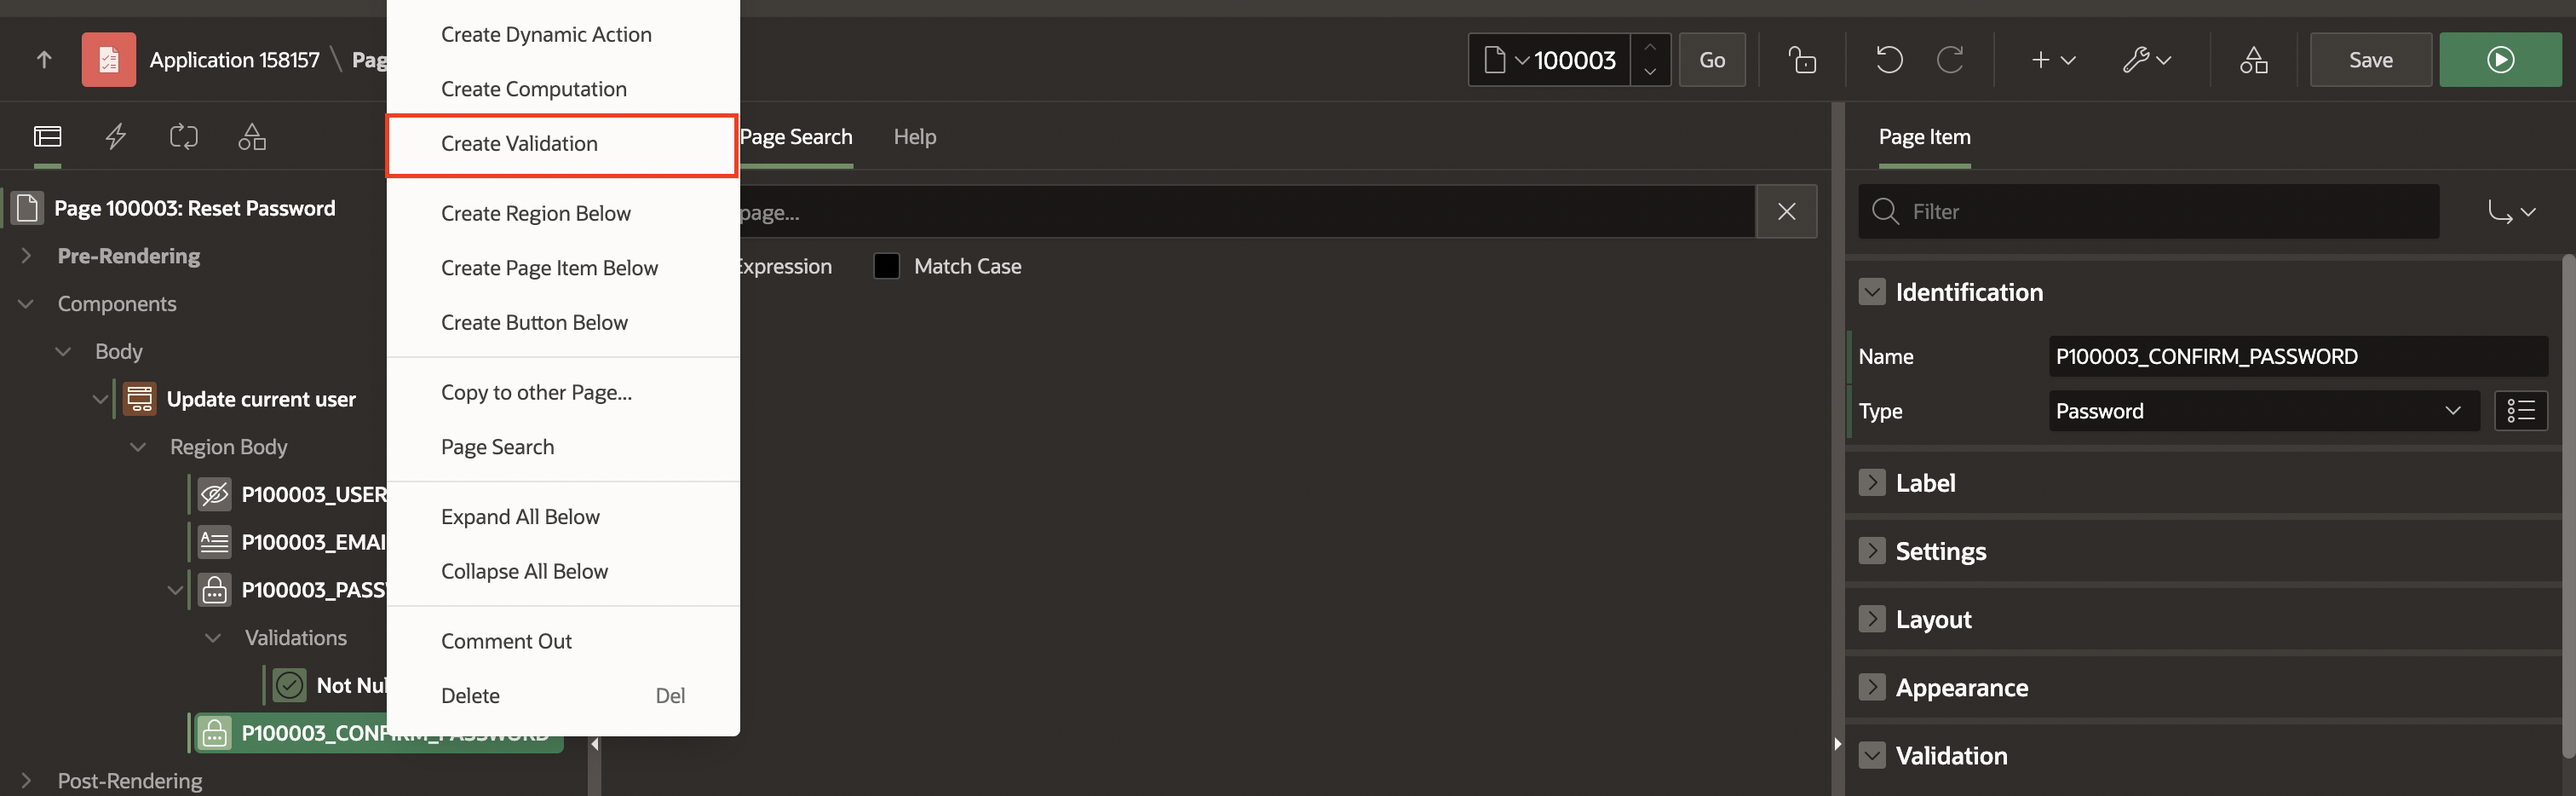 Application 158157 \ Pag
100003
Go
Save
Create Dynamic Action
Create Computation
Create Validation
Create Region Below
Create Page Item Below
Create Button Below
Copy to other Page...
Page Search
Expand All Below
Collapse All Below
Comment Out
Delete Del
Page 100003: Reset Password
Pre-Rendering
Components
Body
Update current user
Region Body
P100003_USER
P100003_EMAI
P100003_PASS
Validations
Not Nul
P100003_CONFIRM_PASSWORD
Post-Rendering
Page Search Help
page...
Expression Match Case
Page Item
Filter
Identification
Name P100003_CONFIRM_PASSWORD
Type Password
Label
Settings
Layout
Appearance
Validation